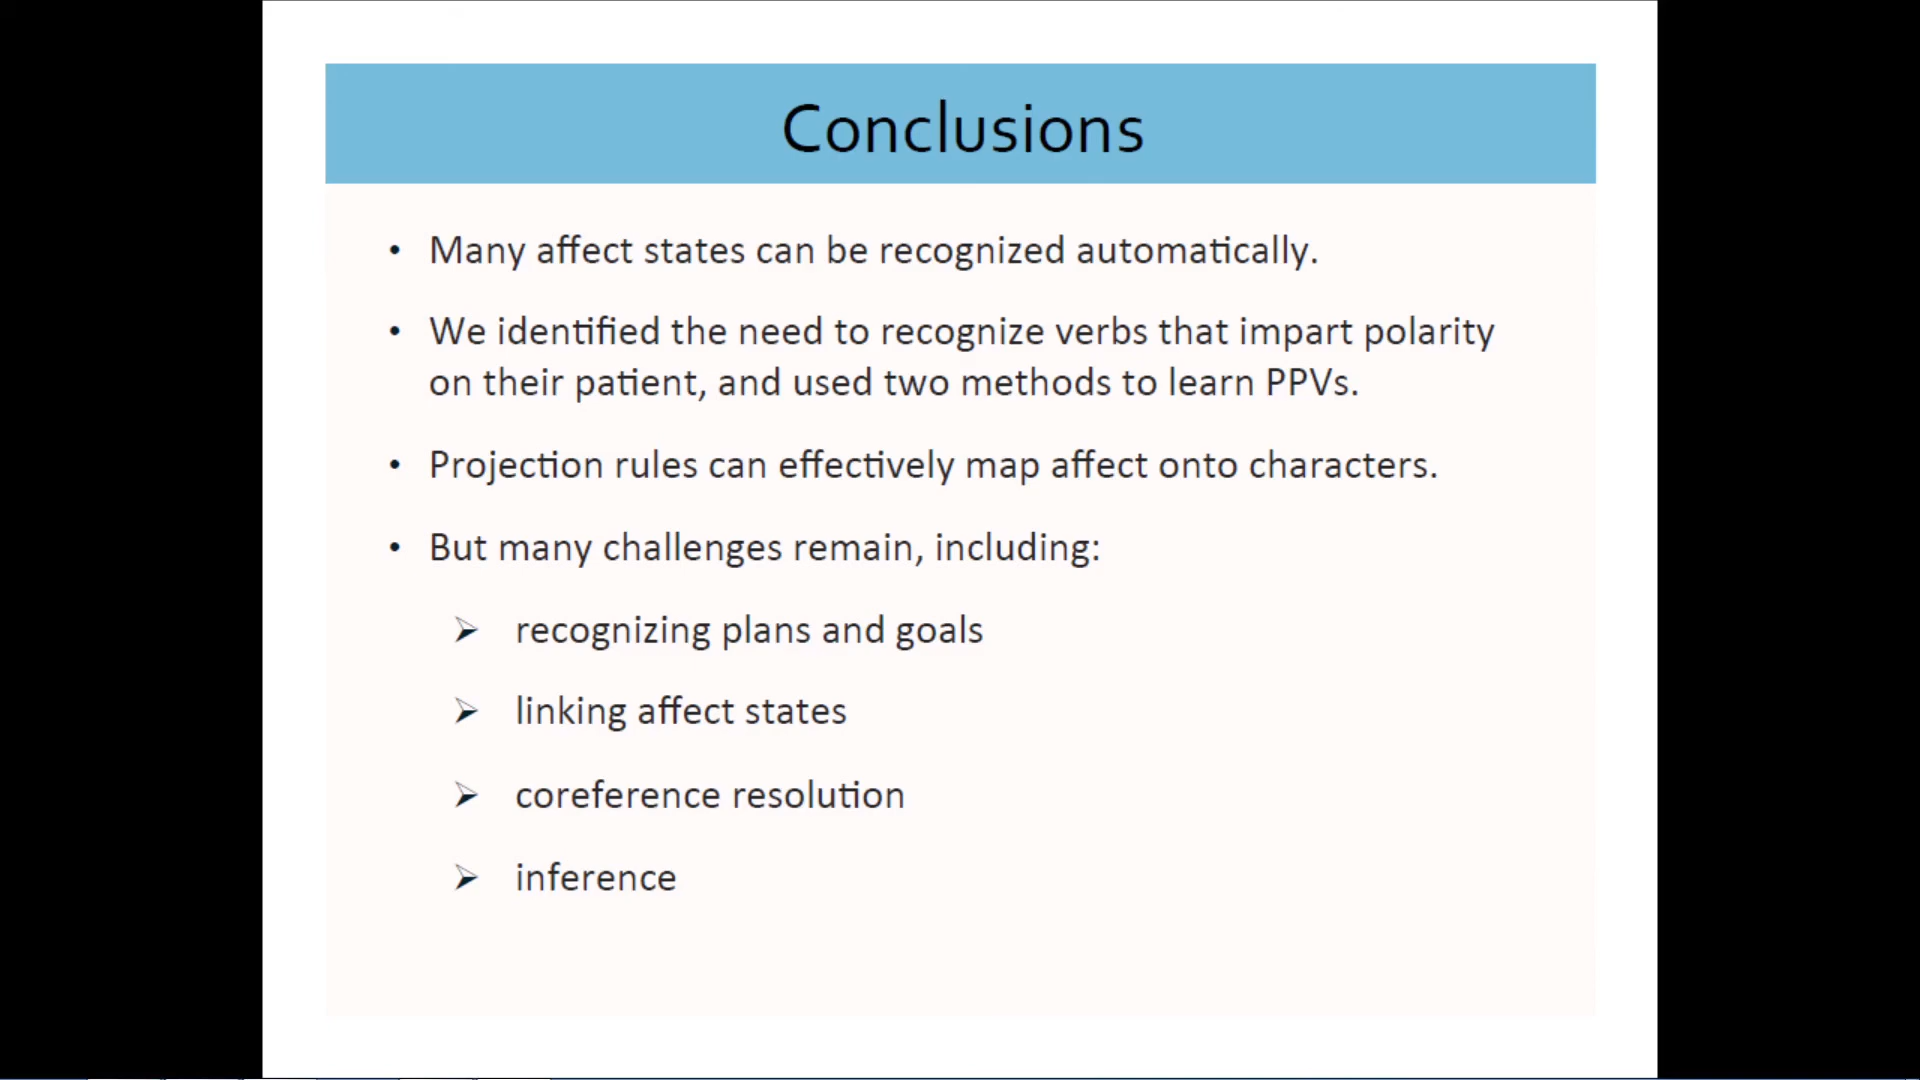 Conclusions
• Many affect states can be recognized automatically.
• We identified the need to recognize verbs that impart polarity
on their patient, and used two methods to learn PPVs.
• Projection rules can effectively map affect onto characters.
• But many challenges remain, including:
➢ recognizing plans and goals
➢ linking affect states
➢ coreference resolution
➢ inference